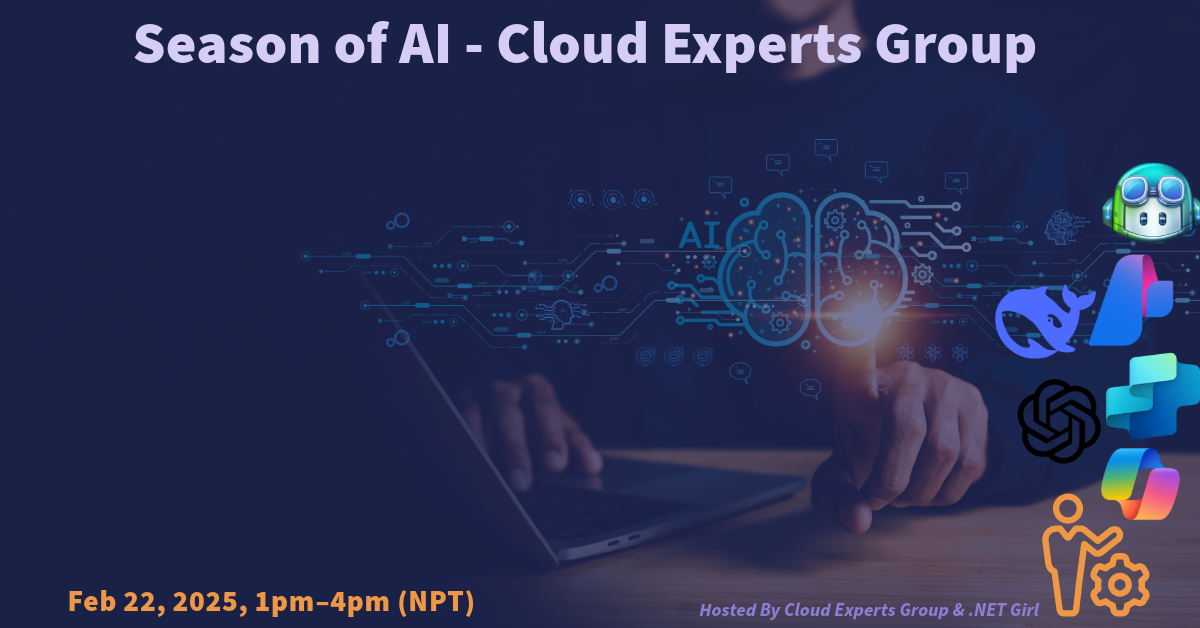 Season of AI - Cloud Experts Group
AI
Feb 22, 2025, 1pm–4pm (NPT)
Hosted By Cloud Experts Group & .NET Girl